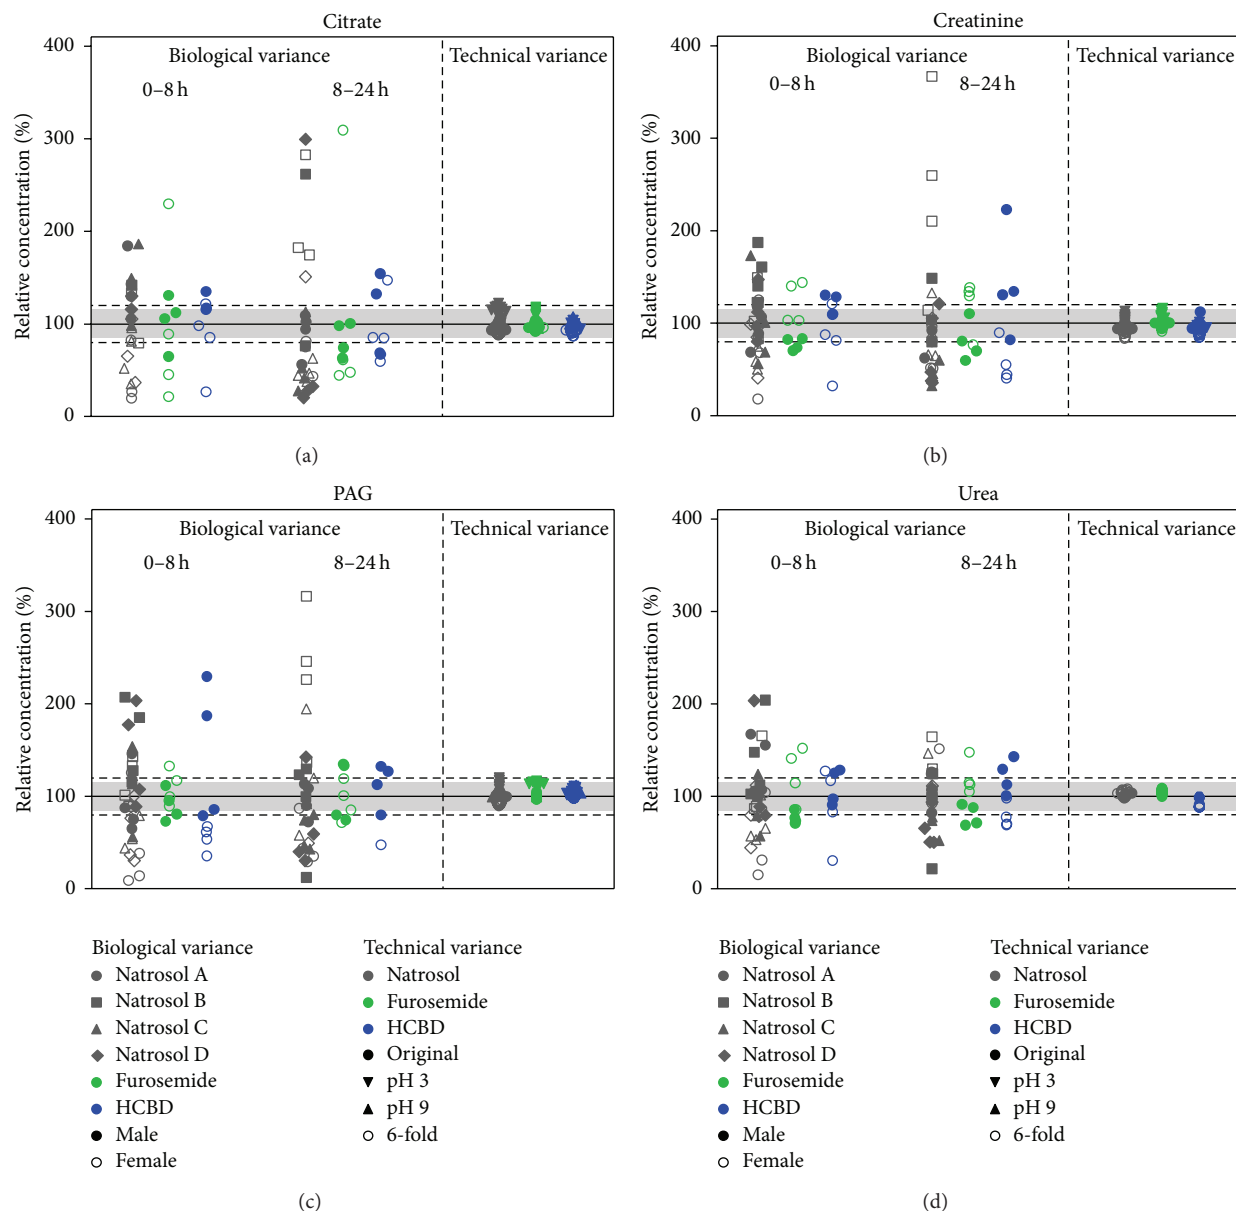 Citrate
Biological variance
Technical variance
0–8 h
8–24 h
Relative concentration (%)
400
300
200
100
0
(a)
Creatinine
Biological variance
Technical variance
0–8 h
8–24 h
Relative concentration (%)
400
300
200
100
0
(b)
PAG
Biological variance
Technical variance
0–8 h
8–24 h
Relative concentration (%)
400
300
200
100
0
Biological variance
Natrosol A
Natrosol B
Natrosol C
Natrosol D
Furosemide
HCBD
Male
Female
Technical variance
Natrosol
Furosemide
HCBD
Original
pH 3
pH 9
6-fold
(c)
Urea
Biological variance
Technical variance
0–8 h
8–24 h
Relative concentration (%)
400
300
200
100
0
Biological variance
Natrosol A
Natrosol B
Natrosol C
Natrosol D
Furosemide
HCBD
Male
Female
Technical variance
Natrosol
Furosemide
HCBD
Original
pH 3
pH 9
6-fold
(d)